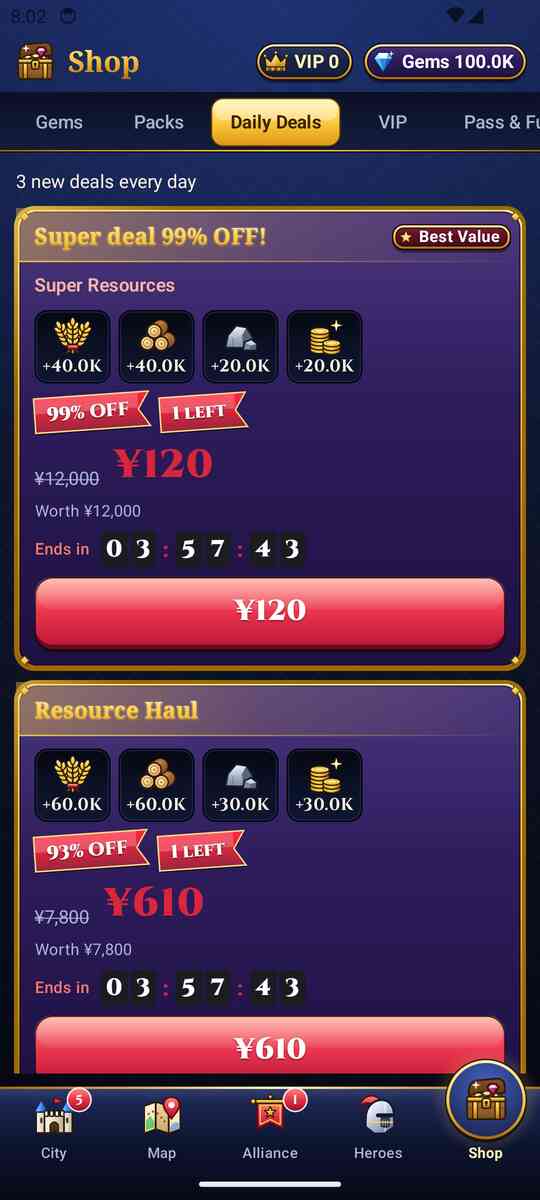 8:02
Shop
VIP 0
Gems 100.0K
Gems
Packs
Daily Deals
VIP
Pass & Fu
3 new deals every day
Super deal 99% OFF!
Best Value
Super Resources
+40.0K
+40.0K
+20.0K
+20.0K
99% OFF
1 LEFT
¥12,000
¥120
Worth ¥12,000
Ends in 03:57:43
¥120
Resource Haul
+60.0K
+60.0K
+30.0K
+30.0K
93% OFF
1 LEFT
¥7,800
¥610
Worth ¥7,800
Ends in 03:57:43
¥610
5
1
City
Map
Alliance
Heroes
Shop